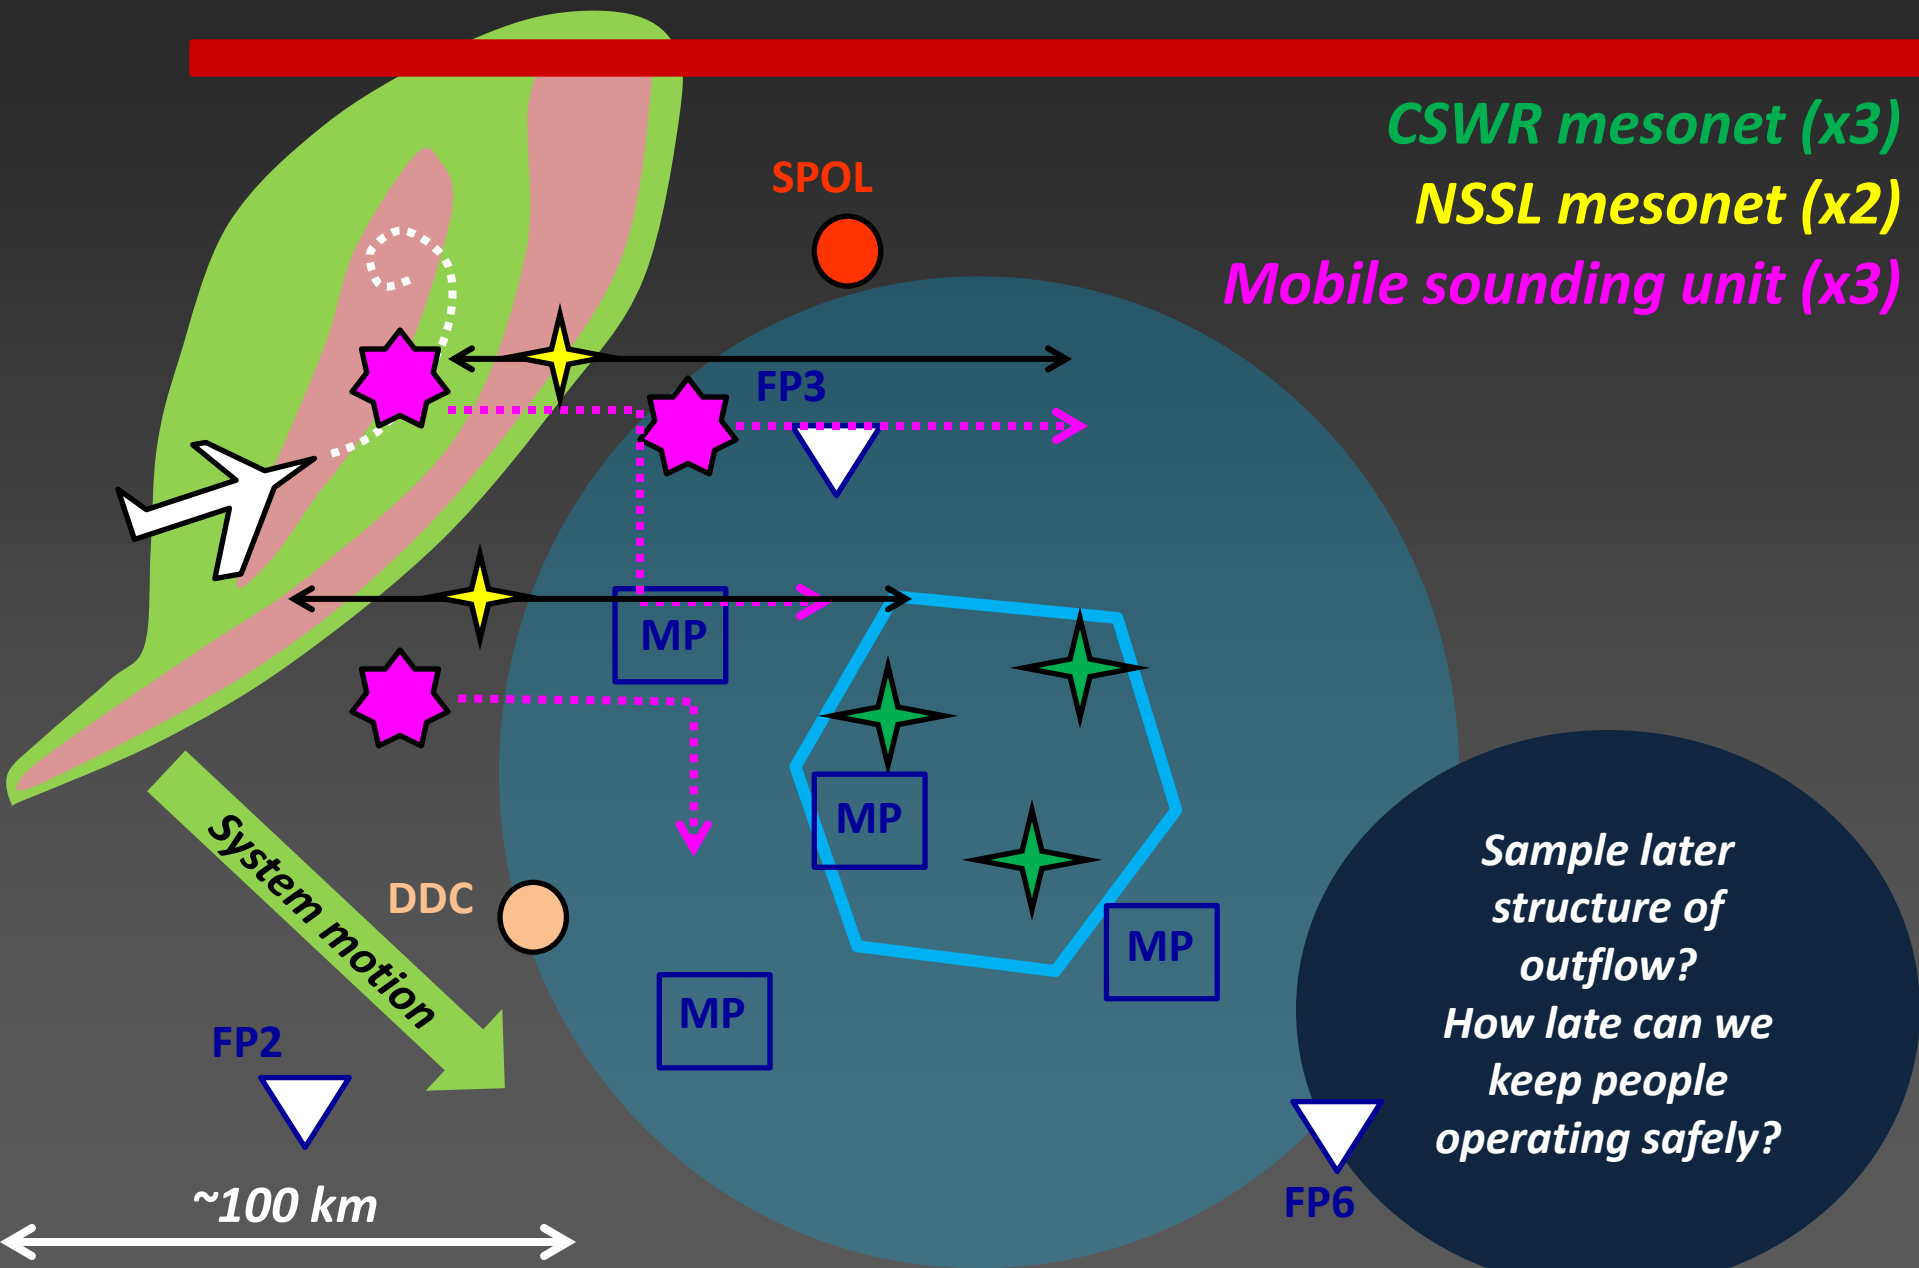 CSWR mesonet (x3)
NSSL mesonet (x2)
Mobile sounding unit (x3)
SPOL
FP3
MP
MP
DDC
MP
MP
System motion
FP2
FP6
~100 km
Sample later
structure of
outflow?
How late can we
keep people
operating safely?